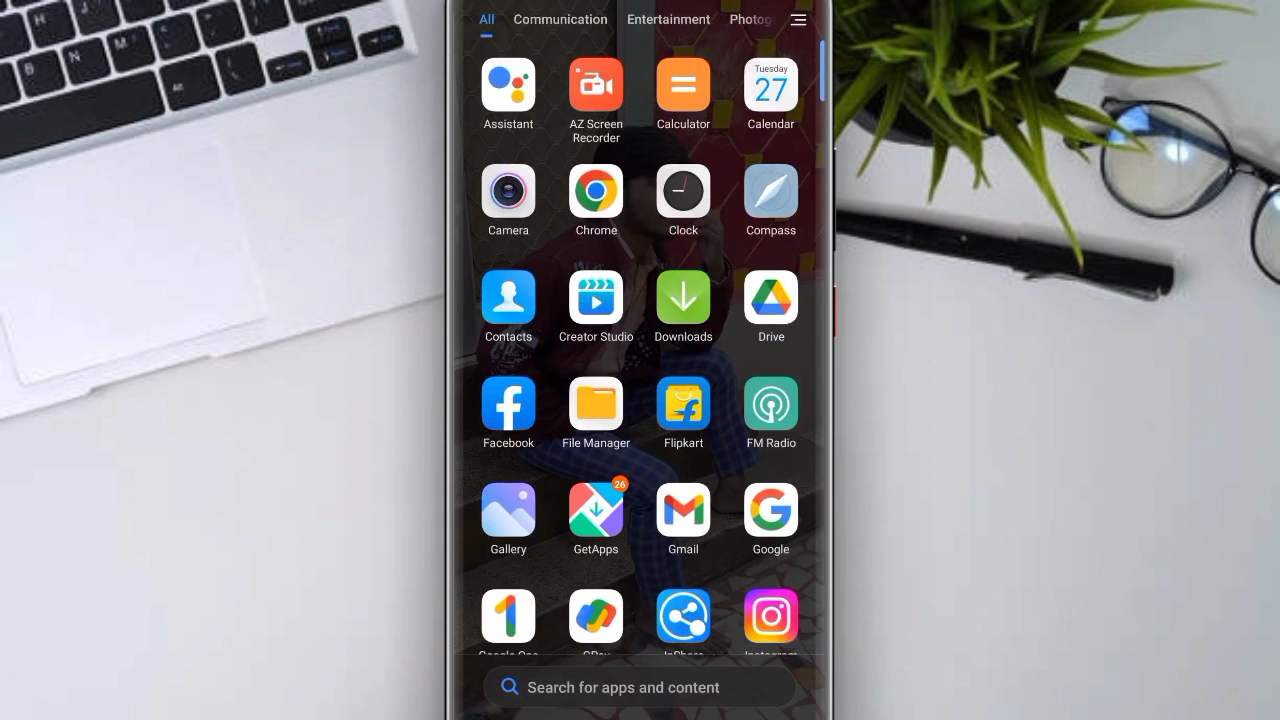 All Communication Entertainment Photog
Tuesday
27
Assistant AZ Screen Calculator Calendar
Recorder
Camera Chrome Clock Compass
Contacts Creator Studio Downloads Drive
Facebook File Manager Flipkart FM Radio
26
Gallery GetApps Gmail Google
Google One GPay InShare Instagram
Search for apps and content